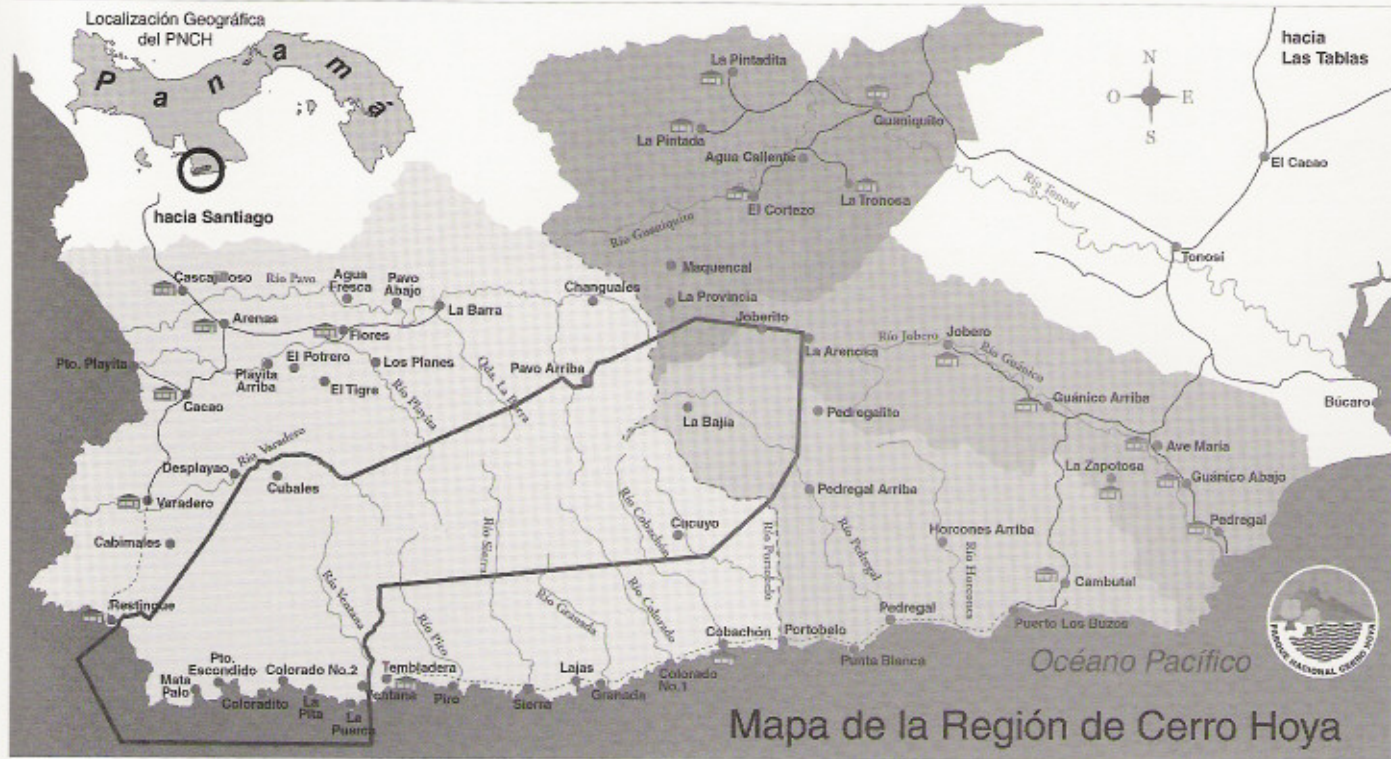 Localización Geográfica
del PNCH
Panamá
hacia Santiago
hacia
Las Tablas
N
O
E
S
La Pintadita
La Pintada
Guaniquito
Agua Caliente
El Cortezo
La Tronosa
Río Guaniquito
Río Tonosí
El Cacao
Tonosí
Búcaro
Maquencal
La Provincia
Joberito
Changuales
Cascajilloso
Río Pavo
Agua
Fresca
Pavo
Abajo
La Barra
Arenas
Flores
Pto. Playita
Playita
Arriba
El Potrero
El Tigre
Los Planes
Río Playita
Qda. La Barra
Pavo Arriba
Cacao
La Arenosa
Río Jobero
Jobero
Río Guánico
Guánico Arriba
Pedregalito
La Bajía
Ave María
La Zapotosa
Guánico Abajo
Pedregal
Desplayao
Río Varadero
Cubales
Varadero
Cabimales
Restingue
Pedregal Arriba
Río Pedregal
Horcones Arriba
Río Horcones
Cucuyo
Río Cobachón
Río Portobelo
Río Sierra
Río Ventana
Río Piro
Río Granada
Río Colorado
Cambutal
Puerto Los Buzos
Pedregal
Punta Blanca
Portobelo
Cobachón
Colorado
No.1
Granada
Lajas
Sierra
Piro
Tembladera
Ventana
La
Puerca
La
Pita
Colorado No.2
Coloradito
Pto.
Escondido
Mata
Palo
Océano Pacífico
PARQUE NACIONAL CERRO HOYA
Mapa de la Región de Cerro Hoya